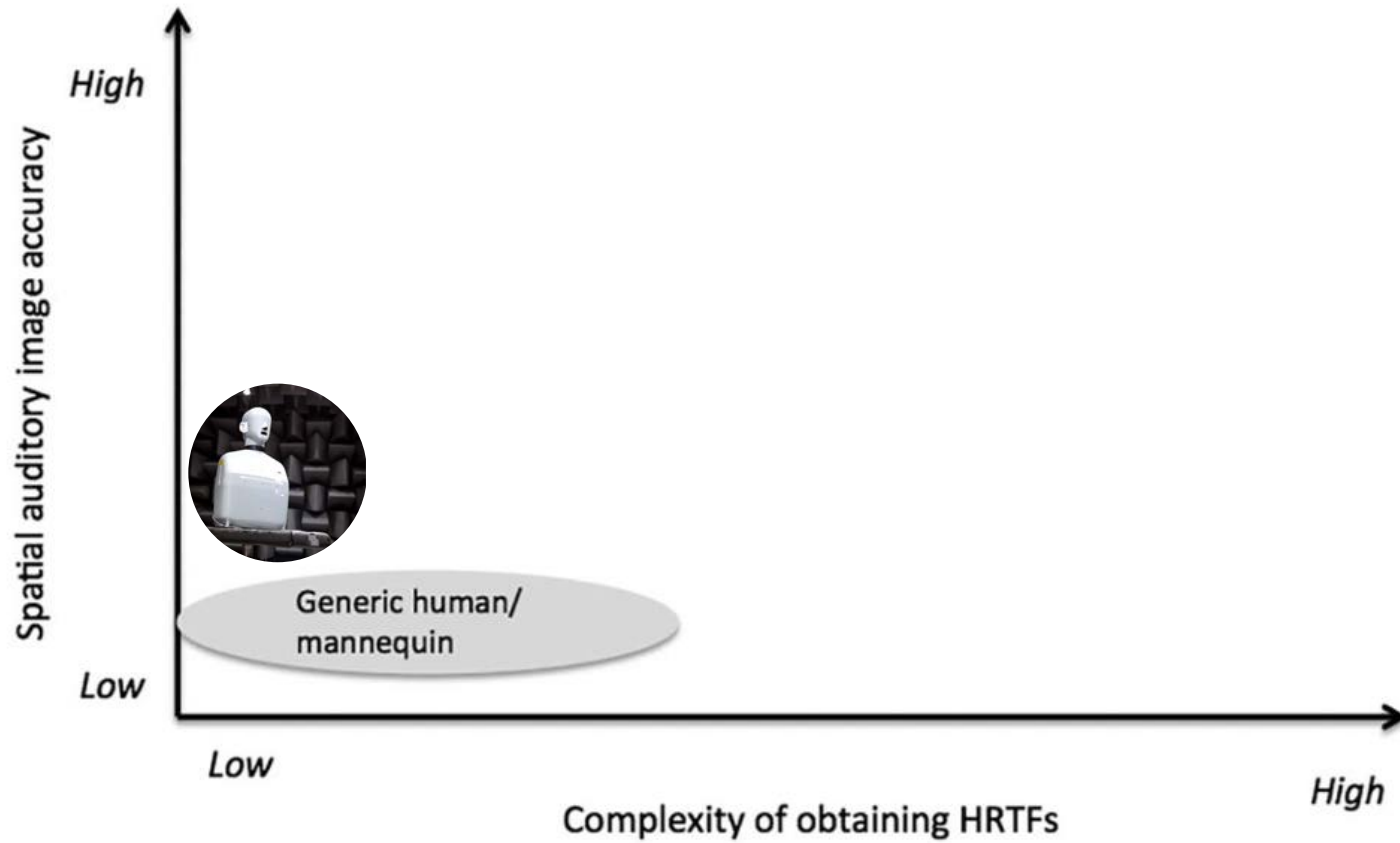 High
Spatial auditory image accuracy
Generic human/
mannequin
Low
Low
High
Complexity of obtaining HRTFs